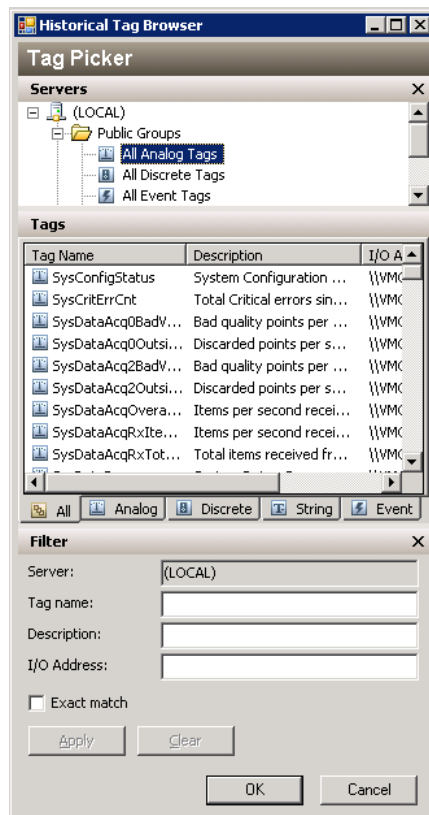 Historical Tag Browser
Tag Picker
Servers
(LOCAL)
Public Groups
All Analog Tags
All Discrete Tags
All Event Tags
Tags
Tag Name Description I/O A
SysConfigStatus System Configuration ... \\VMC
SysCritErrCnt Total Critical errors sin... \\VMC
SysDataAcq0BadV... Bad quality points per ... \\VMC
SysDataAcq0Outsi... Discarded points per s... \\VMC
SysDataAcq2BadV... Bad quality points per ... \\VMC
SysDataAcq2Outsi... Discarded points per s... \\VMC
SysDataAcqOvera... Items per second recei... \\VMC
SysDataAcqRxIte... Items per second recei... \\VMC
SysDataAcqRxTot... Total items received fr... \\VMC
All Analog Discrete String Event
Filter
Server: (LOCAL)
Tag name:
Description:
I/O Address:
Exact match
Apply Clear
OK Cancel